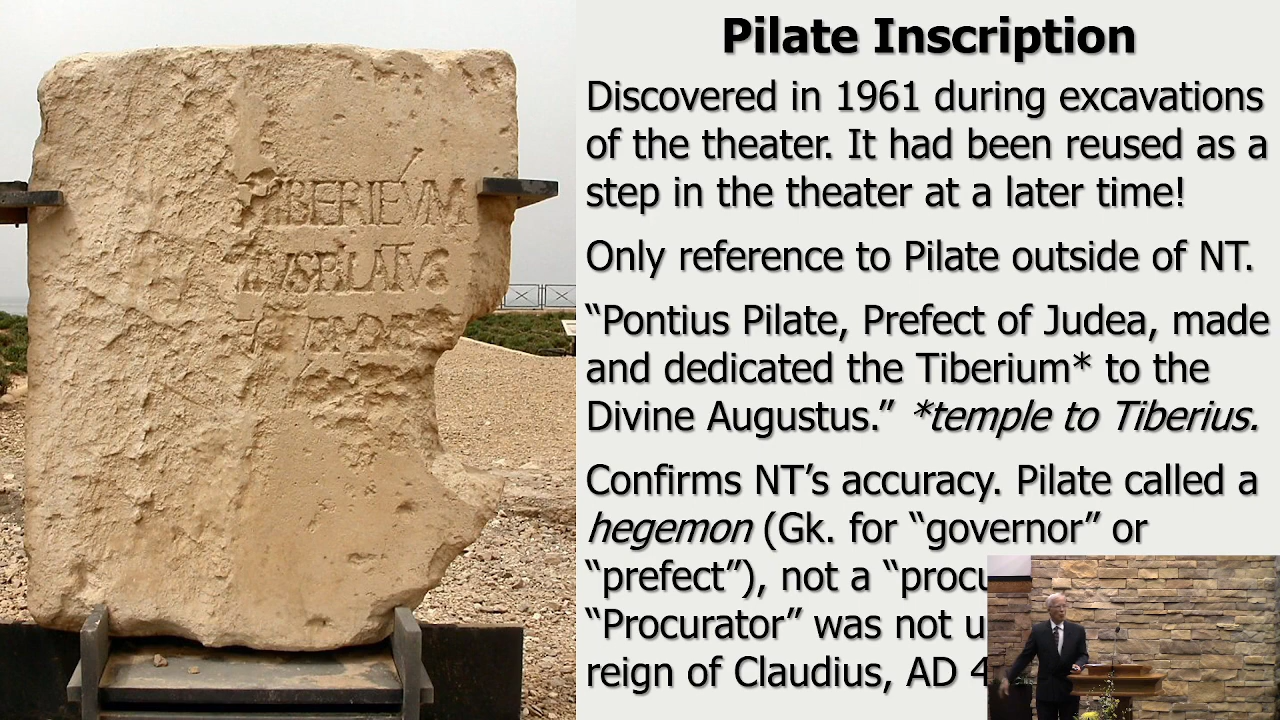 TIBERIEVM
PILATVS
Pilate Inscription
Discovered in 1961 during excavations
of the theater. It had been reused as a
step in the theater at a later time!
Only reference to Pilate outside of NT.
“Pontius Pilate, Prefect of Judea, made
and dedicated the Tiberium* to the
Divine Augustus.” *temple to Tiberius.
Confirms NT’s accuracy. Pilate called a
hegemon (Gk. for “governor” or
“prefect”), not a “procu
“Procurator” was not u
reign of Claudius, AD 4